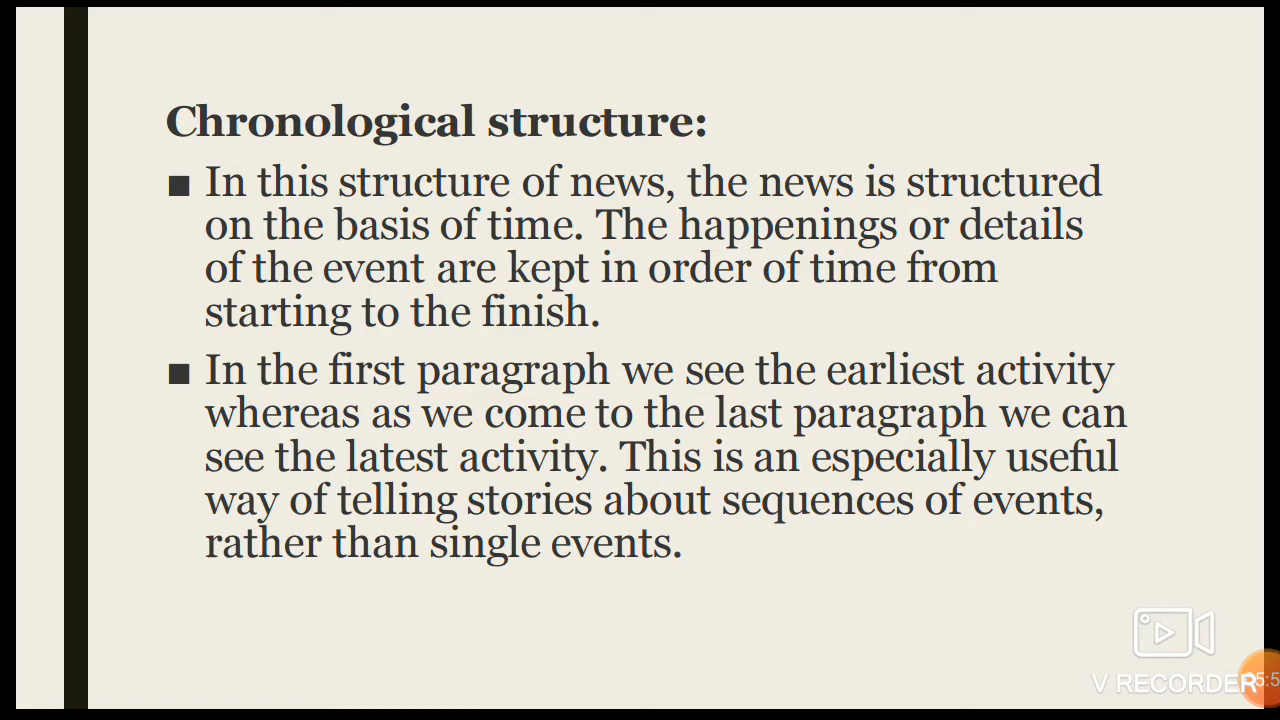 Chronological structure:
■ In this structure of news, the news is structured
on the basis of time. The happenings or details
of the event are kept in order of time from
starting to the finish.
■ In the first paragraph we see the earliest activity
whereas as we come to the last paragraph we can
see the latest activity. This is an especially useful
way of telling stories about sequences of events,
rather than single events.
V RECORDER